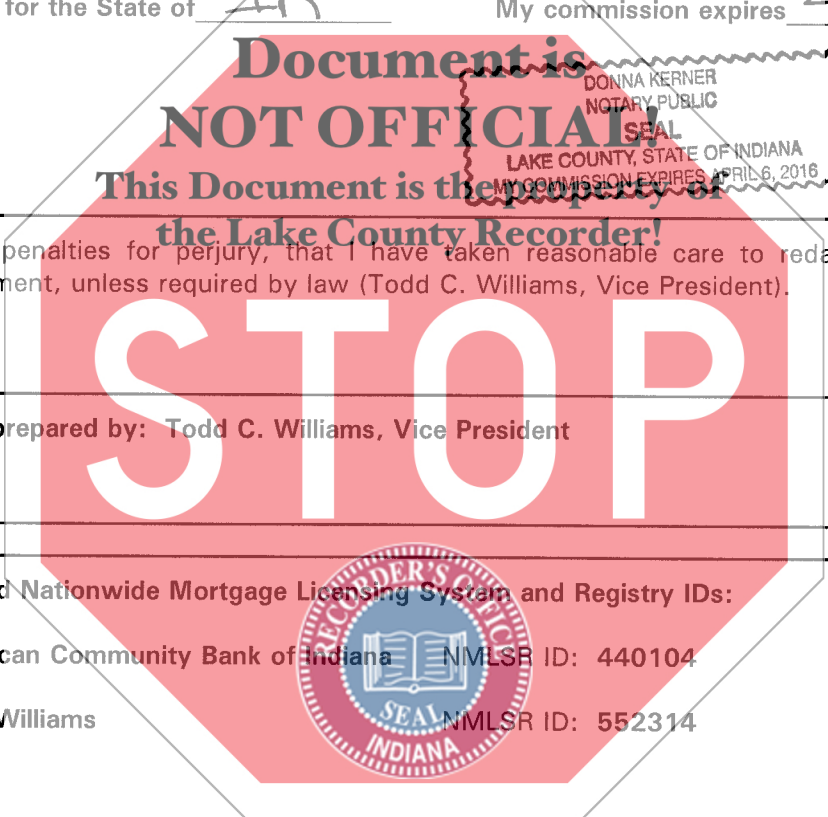 for the State of My commission expires
Document is
NOT OFFICIAL!
This Document is the property of
the Lake County Recorder!
DONNA KERNER
NOTARY PUBLIC
SEAL
LAKE COUNTY, STATE OF INDIANA
MY COMMISSION EXPIRES APRIL 6, 2016
penalties for perjury, that I have taken reasonable care to reda
ment, unless required by law (Todd C. Williams, Vice President).
STOP
prepared by: Todd C. Williams, Vice President
d Nationwide Mortgage Licensing System and Registry IDs:
can Community Bank of Indiana NMLSR ID: 440104
Williams NMLSR ID: 552314
RECORDER'S OFFICE
SEAL
INDIANA